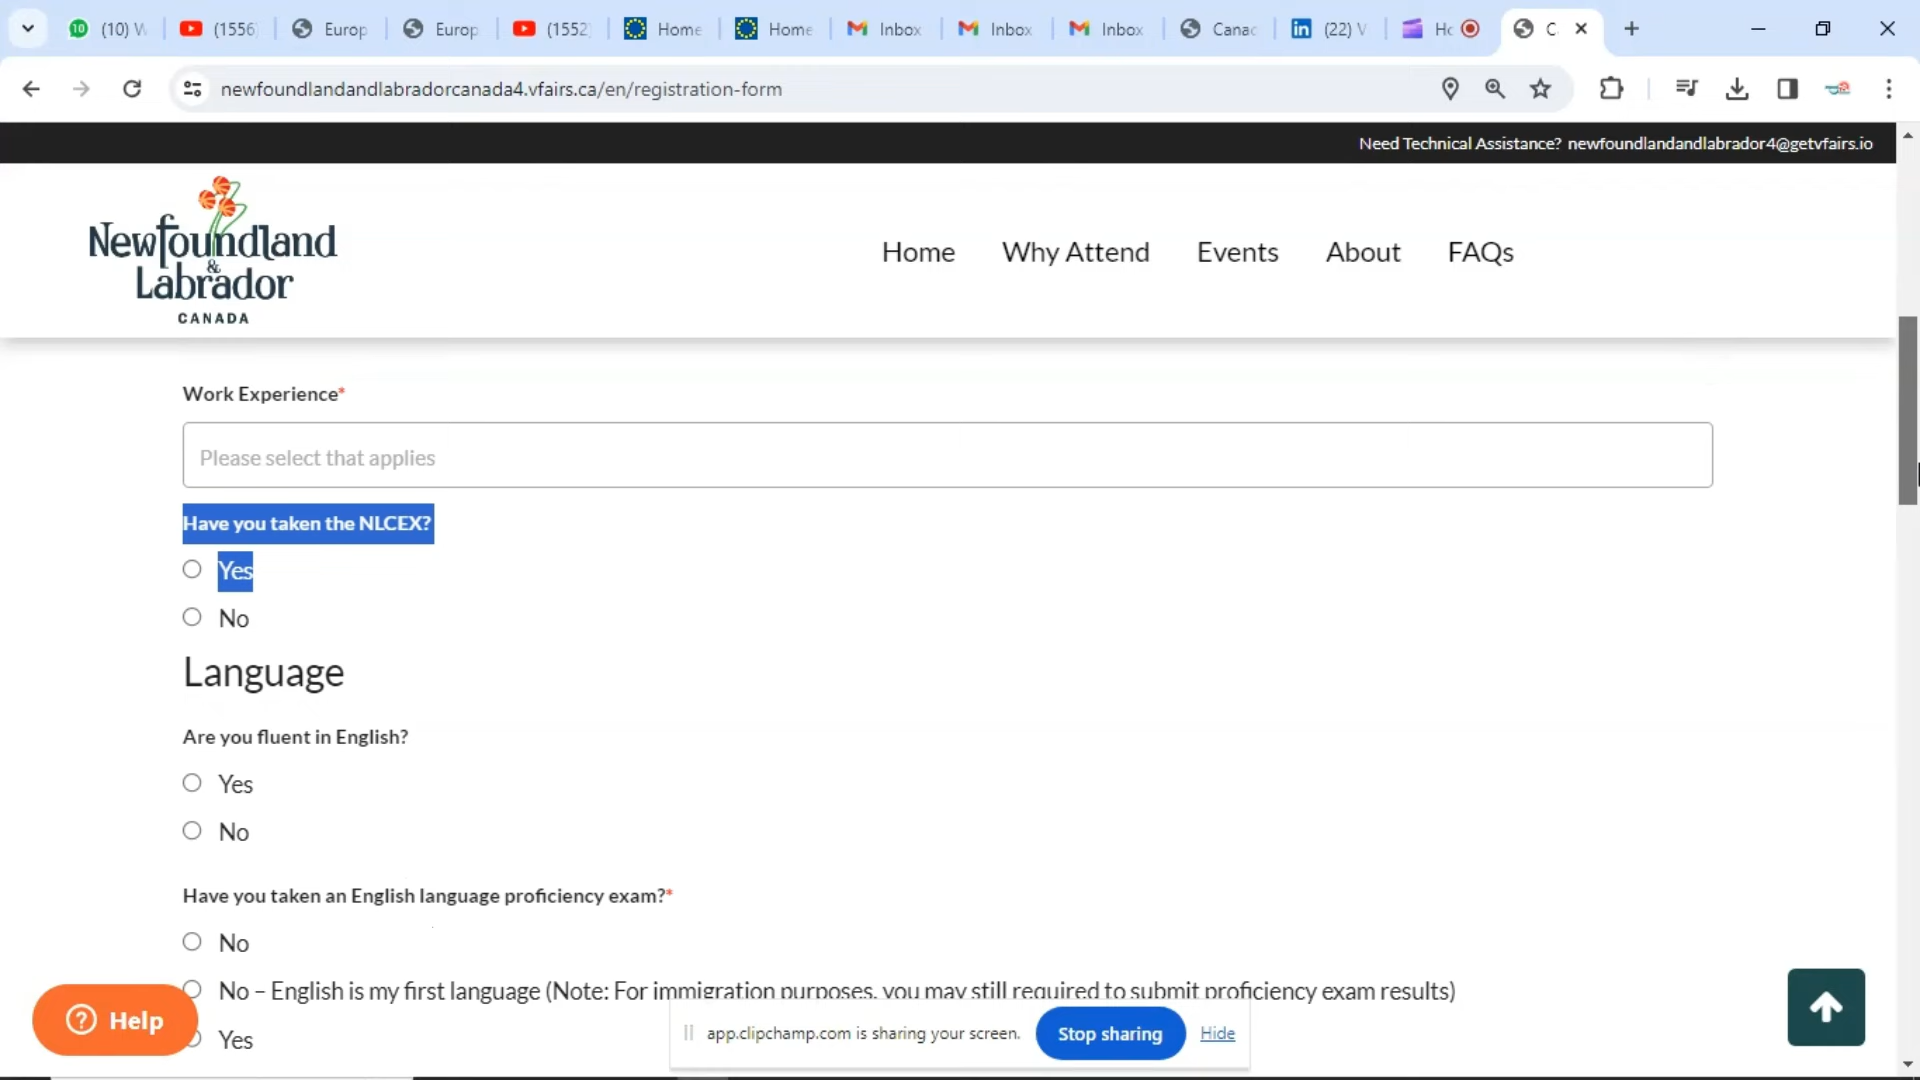 (10) W
(1556
Europ
Europ
(1552
Home
Home
Inbox
Inbox
Inbox
Canac
(22) V
Ho
C
newfoundlandandlabradorcanada4.vfairs.ca/en/registration-form
Need Technical Assistance? newfoundlandandlabrador4@getvfairs.io
Newfoundland
&
Labrador
CANADA
Home
Why Attend
Events
About
FAQs
Work Experience*
Please select that applies
Have you taken the NLCEX?
Yes
No
Language
Are you fluent in English?
Yes
No
Have you taken an English language proficiency exam?*
No
No – English is my first language (Note: For immigration purposes, you may still required to submit proficiency exam results)
Yes
Help
app.clipchamp.com is sharing your screen.
Stop sharing
Hide